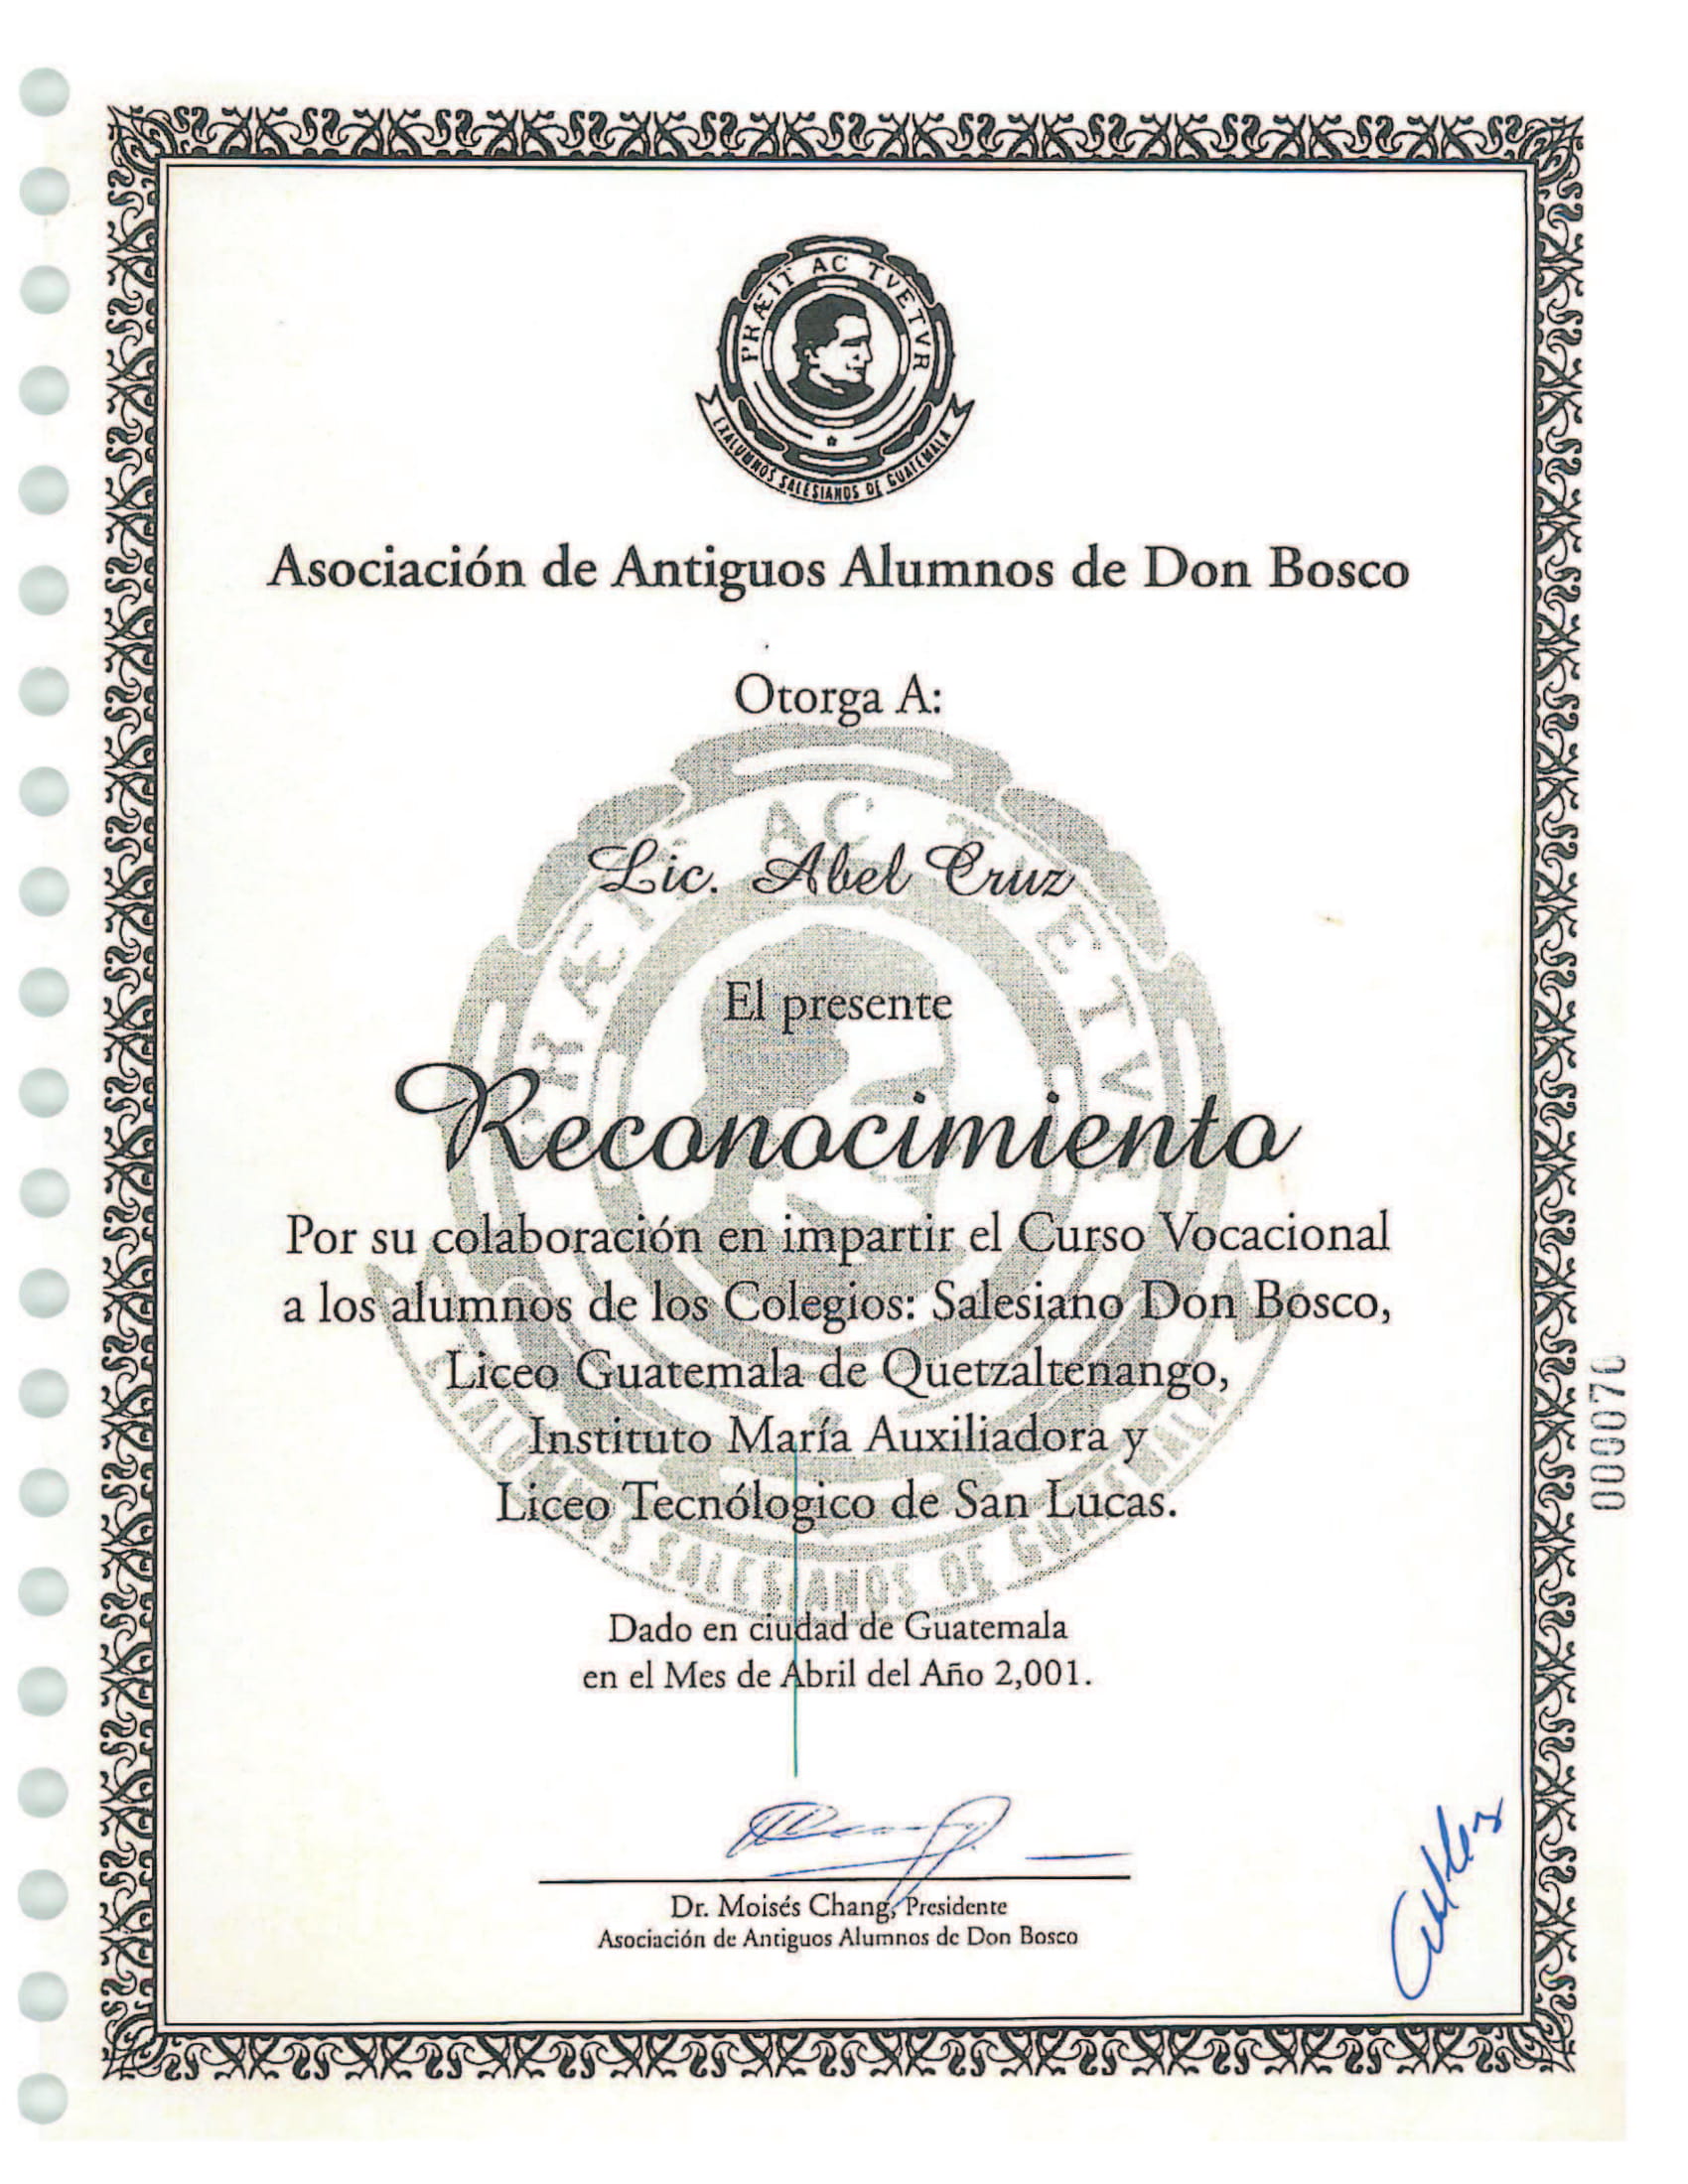 PRÆIT AC TVETVR
EXALUMNOS SALESIANOS DE GUATEMALA
Asociación de Antiguos Alumnos de Don Bosco
Otorga A:
Lic. Abel Cruz
El presente
Reconocimiento
Por su colaboración en impartir el Curso Vocacional
a los alumnos de los Colegios: Salesiano Don Bosco,
Liceo Guatemala de Quetzaltenango,
Instituto María Auxiliadora y
Liceo Tecnólogico de San Lucas.
Dado en ciudad de Guatemala
en el Mes de Abril del Año 2,001.
Dr. Moisés Chang, Presidente
Asociación de Antiguos Alumnos de Don Bosco
000076